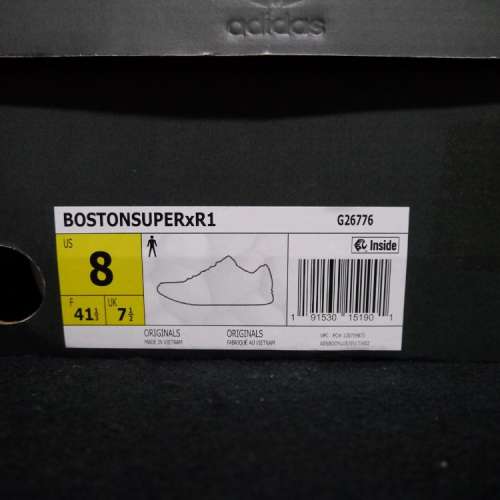 adidas
BOSTONSUPERxR1
G26776
US
8
F
41⅓
UK
7½
Inside
1 91530 15190 1
ORIGINALS
MADE IN VIETNAM
ORIGINALS
FABRIQUÉ AU VIETNAM